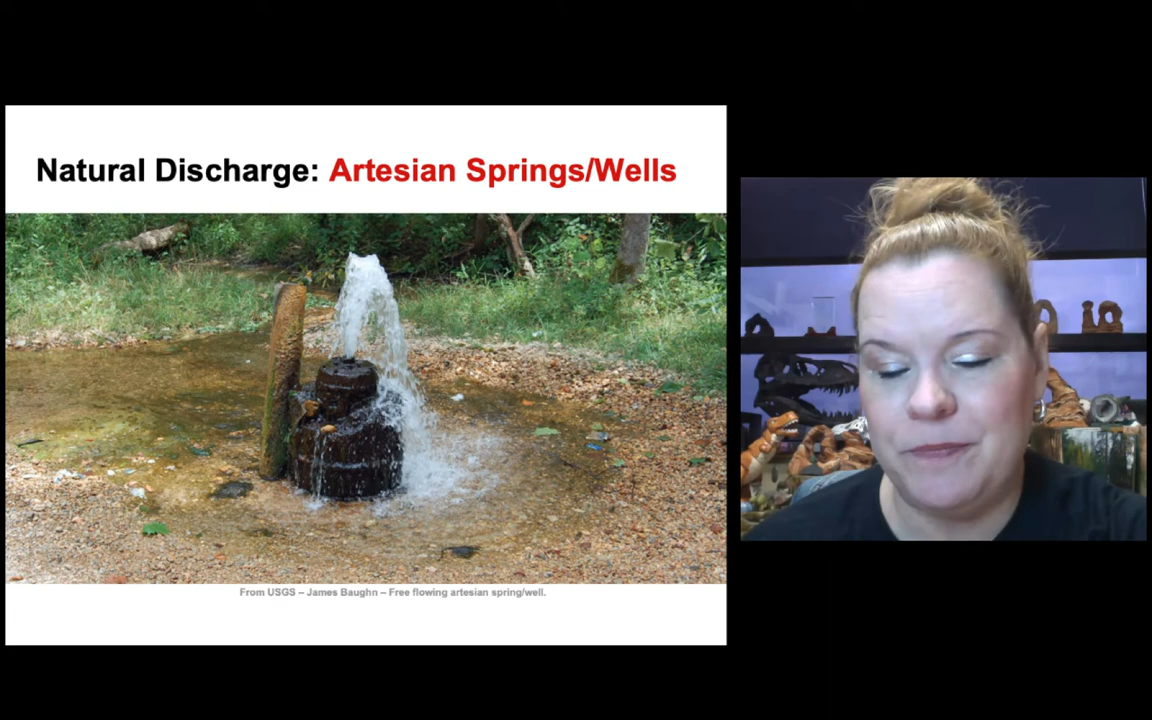 Natural Discharge: Artesian Springs/Wells
From USGS – James Baughn – Free flowing artesian spring/well.